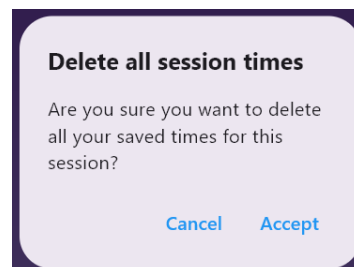 Delete all session times
Are you sure you want to delete
all your saved times for this
session?
Cancel Accept